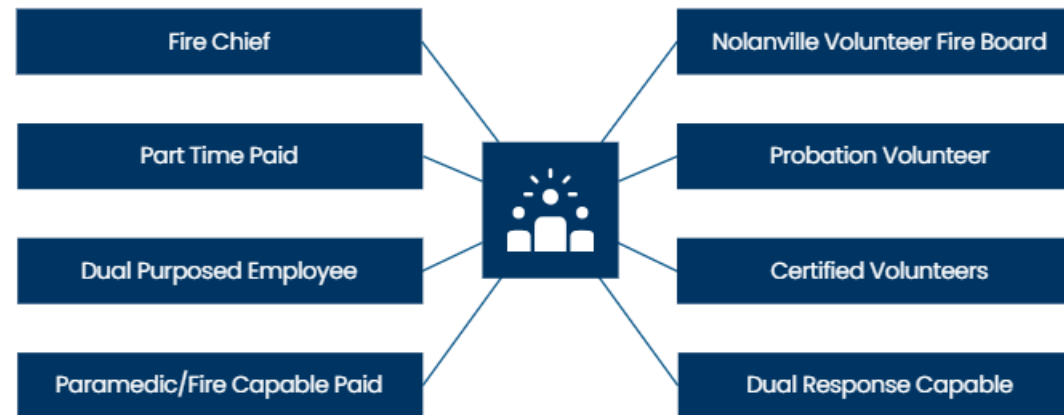 Fire Chief
Nolanville Volunteer Fire Board
Part Time Paid
Probation Volunteer
Dual Purposed Employee
Certified Volunteers
Paramedic/Fire Capable Paid
Dual Response Capable